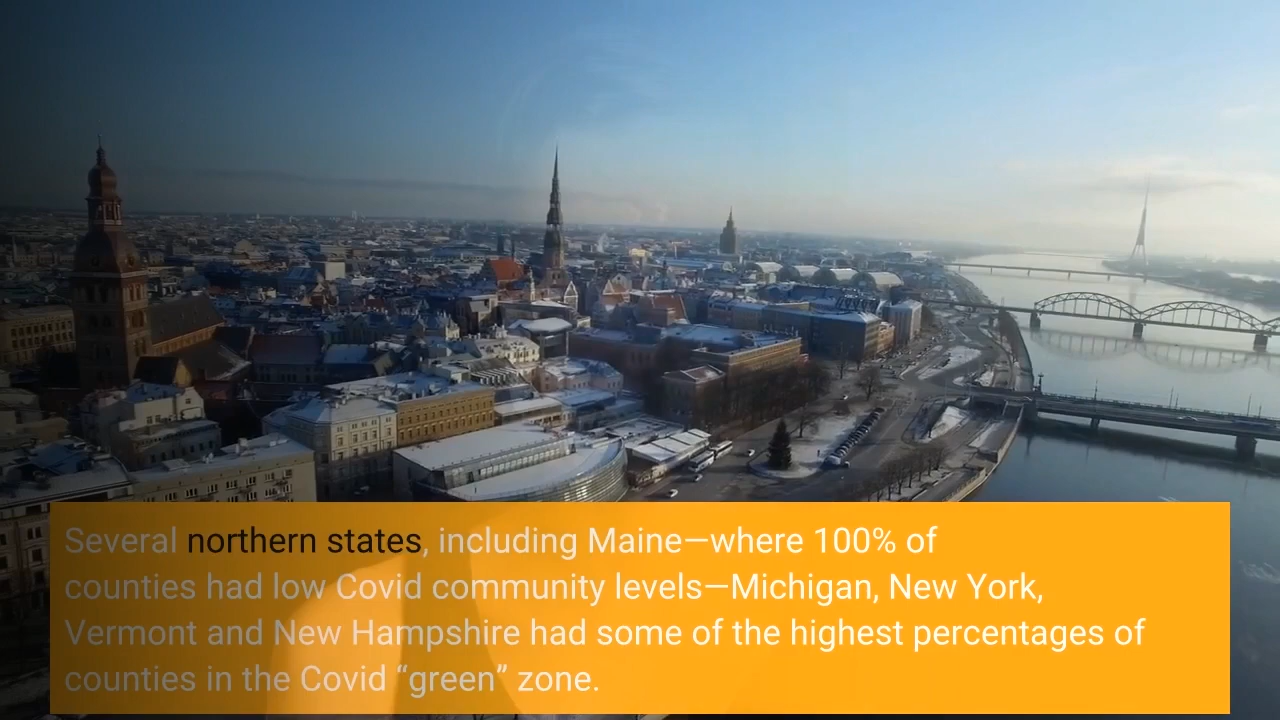 Several northern states, including Maine—where 100% of
counties had low Covid community levels—Michigan, New York,
Vermont and New Hampshire had some of the highest percentages of
counties in the Covid “green” zone.